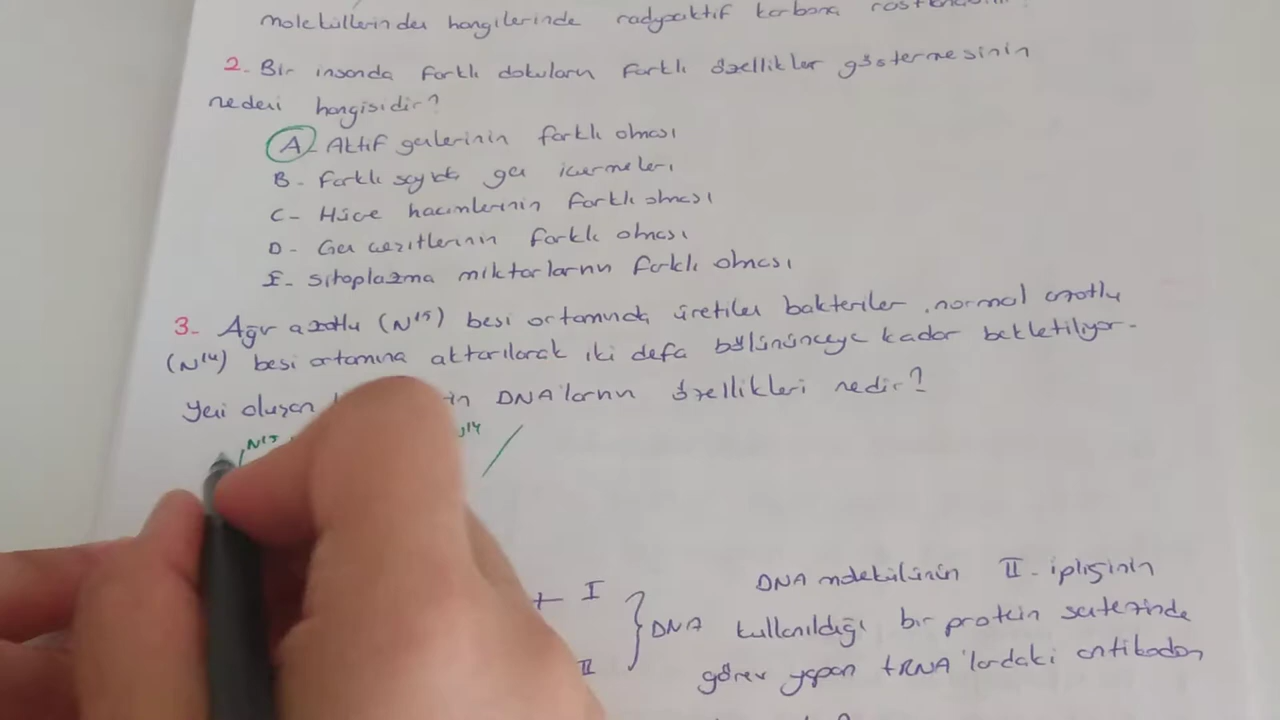 moleküllerinden hangilerinde radyoaktif karbona
2- Bir insanda farklı dokuların farklı özellikler göstermesinin
nedeni hangisidir?
A- Aktif genlerinin farklı olması
B- Farklı sayıda gen içermeleri
C- Hücre hacimlerinin farklı olması
D- Gen çeşitlerinin farklı olması
E- Sitoplazma miktarlarının farklı olması
3- Ağır azotlu (N15) besi ortamında üretilen bakteriler, normal azotlu
(N14) besi ortamına aktarılarak iki defa bölününceye kadar bekletiliyor.
Yeni oluşan DNA'larının özellikleri nedir?
N15
N14
I
DNA molekülünün II. ipliğinin
} DNA kullanıldığı bir protein sentezinde
II
görev yapan tRNA'lardaki antikodon